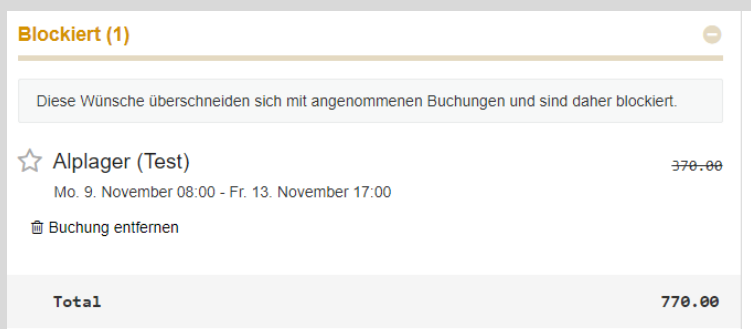 Blockiert (1)
Diese Wünsche überschneiden sich mit angenommenen Buchungen und sind daher blockiert.
Alplager (Test) 370.00
Mo. 9. November 08:00 - Fr. 13. November 17:00
Buchung entfernen
Total 770.00